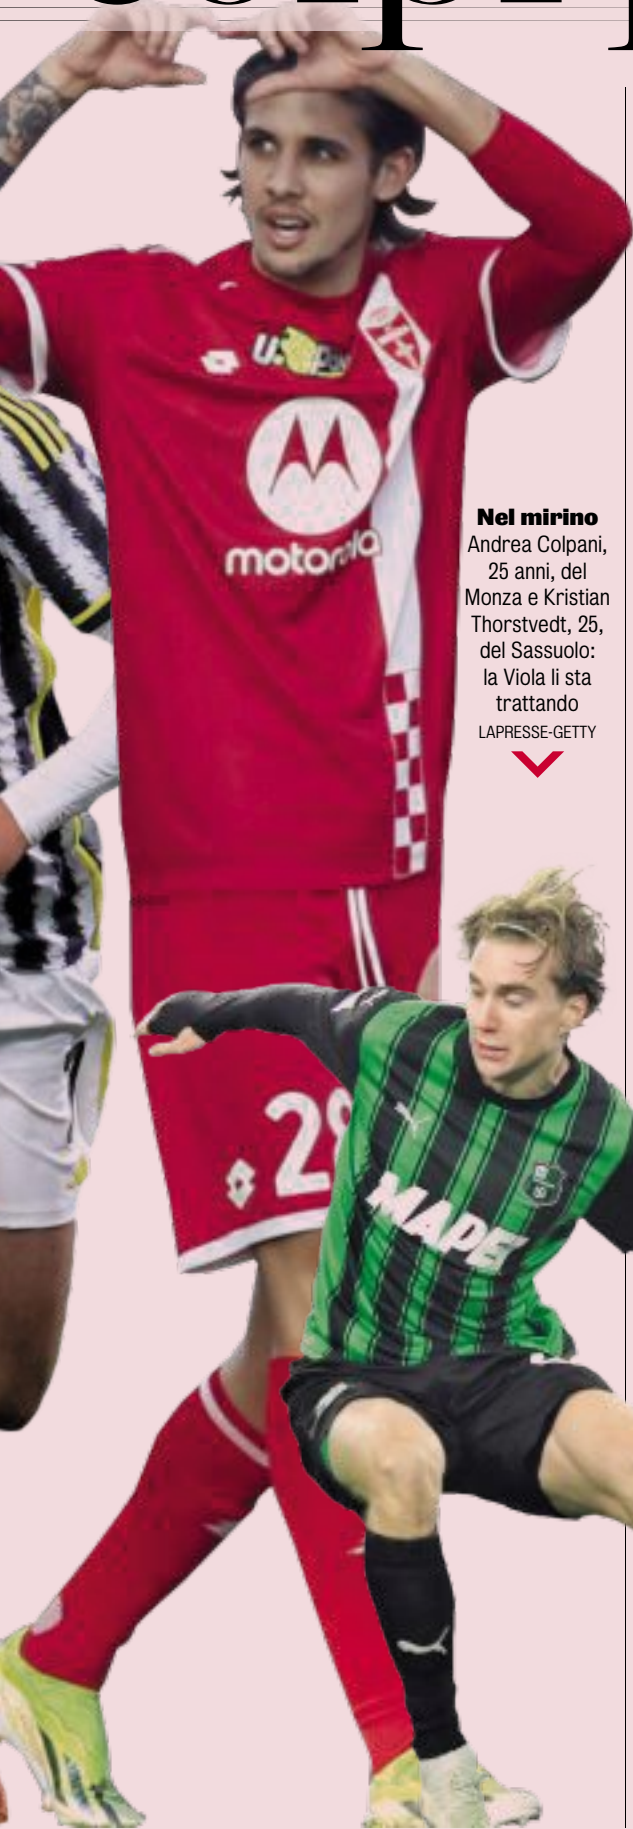 Nel mirino
Andrea Colpani,
25 anni, del
Monza e Kristian
Thorstvedt, 25,
del Sassuolo:
la Viola li sta
trattando
LAPRESSE-GETTY
motorola
28
MAPEI